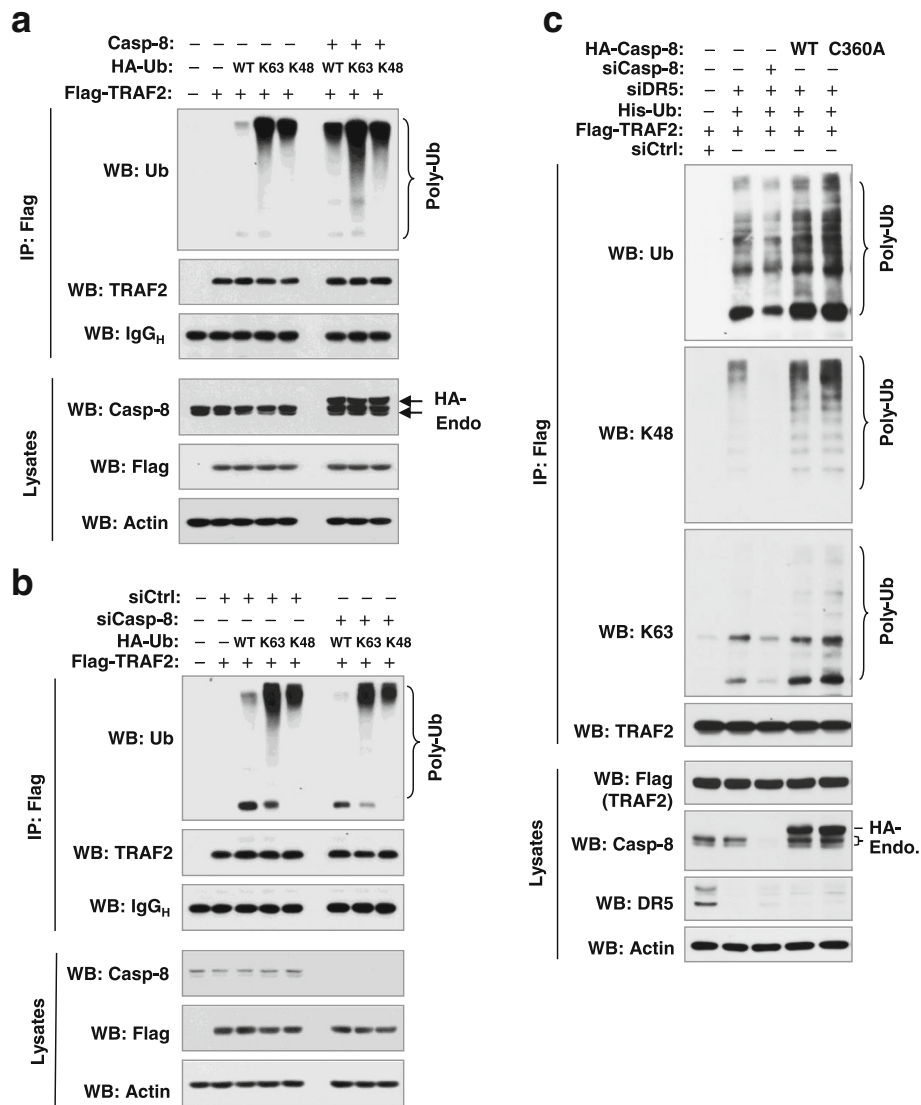 a
Casp-8: – – – – – + + +
HA-Ub: – – WT K63 K48 WT K63 K48
Flag-TRAF2: – + + + + + + +
IP: Flag
WB: Ub
Poly-Ub
WB: TRAF2
WB: IgGH
Lysates
WB: Casp-8
HA-
Endo
WB: Flag
WB: Actin
b
siCtrl: – + + + + – – –
siCasp-8: – – – – – + + +
HA-Ub: – – WT K63 K48 WT K63 K48
Flag-TRAF2: – + + + + + + +
IP: Flag
WB: Ub
Poly-Ub
WB: TRAF2
WB: IgGH
Lysates
WB: Casp-8
WB: Flag
WB: Actin
c
HA-Casp-8: – – – WT C360A
siCasp-8: – – + – –
siDR5: – + + + +
His-Ub: – + + + +
Flag-TRAF2: + + + + +
siCtrl: + – – – –
IP: Flag
WB: Ub
Poly-Ub
WB: K48
Poly-Ub
WB: K63
Poly-Ub
WB: TRAF2
Lysates
WB: Flag
(TRAF2)
WB: Casp-8
HA-
Endo.
WB: DR5
WB: Actin